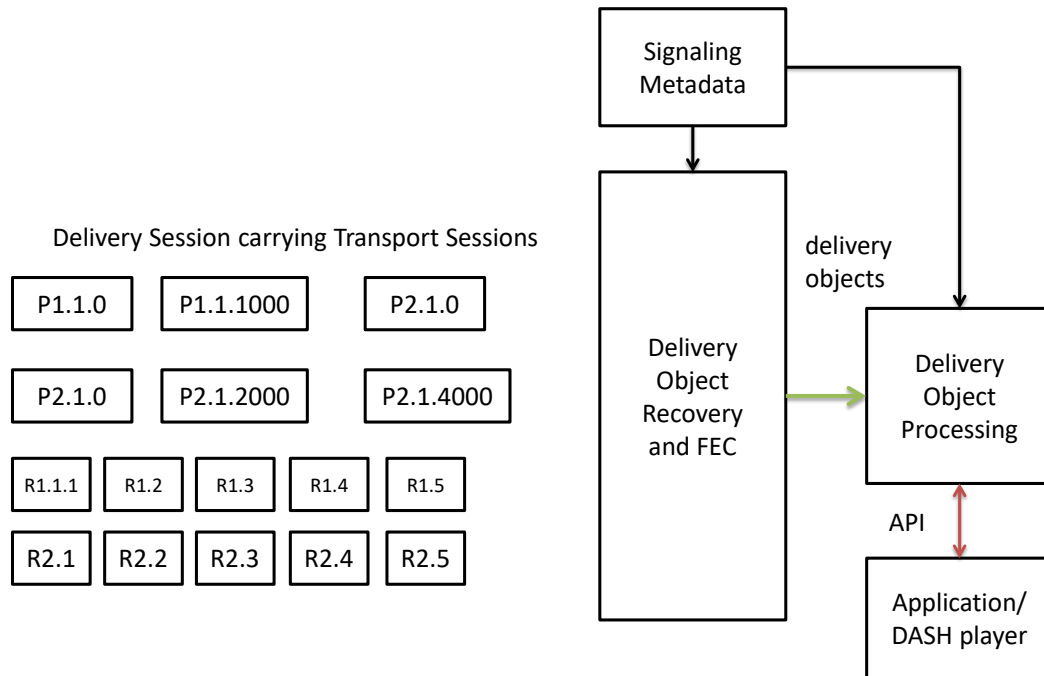 Signaling
Metadata
Delivery Session carrying Transport Sessions
P1.1.0
P1.1.1000
P2.1.0
P2.1.0
P2.1.2000
P2.1.4000
R1.1.1
R1.2
R1.3
R1.4
R1.5
R2.1
R2.2
R2.3
R2.4
R2.5
Delivery
Object
Recovery
and FEC
delivery
objects
Delivery
Object
Processing
API
Application/
DASH player